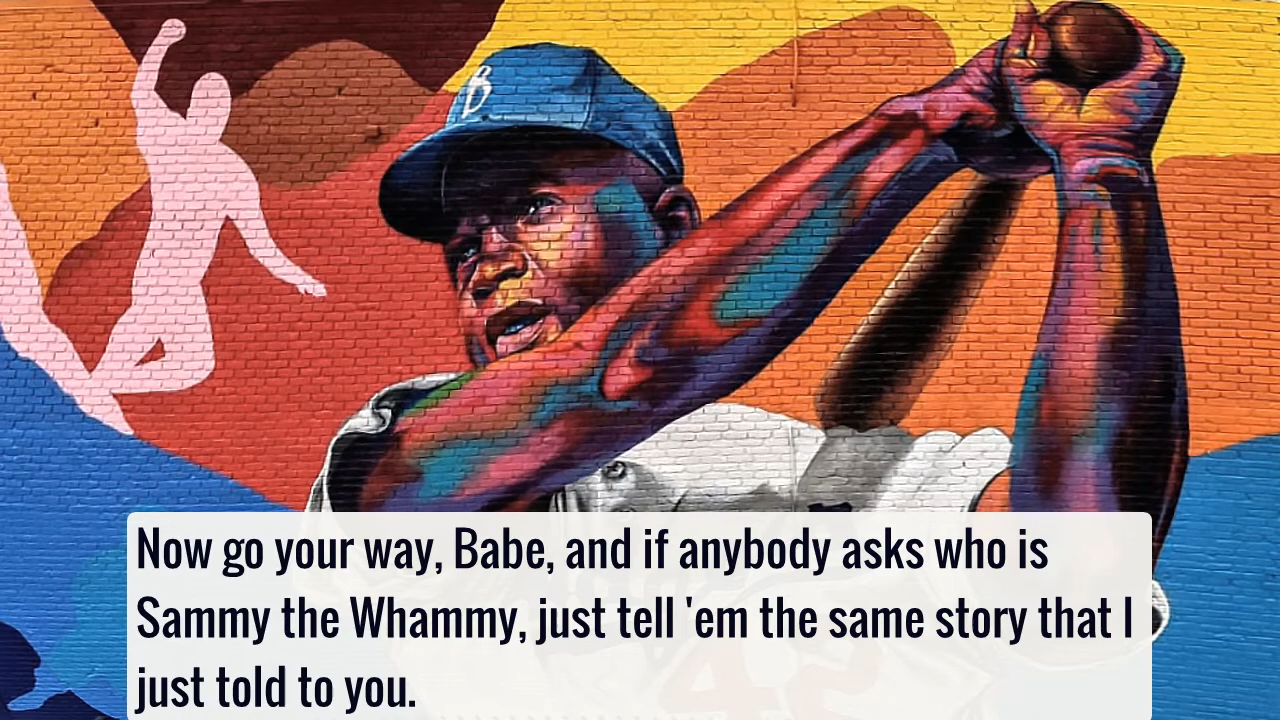 B
Now go your way, Babe, and if anybody asks who is
Sammy the Whammy, just tell 'em the same story that I
just told to you.
42